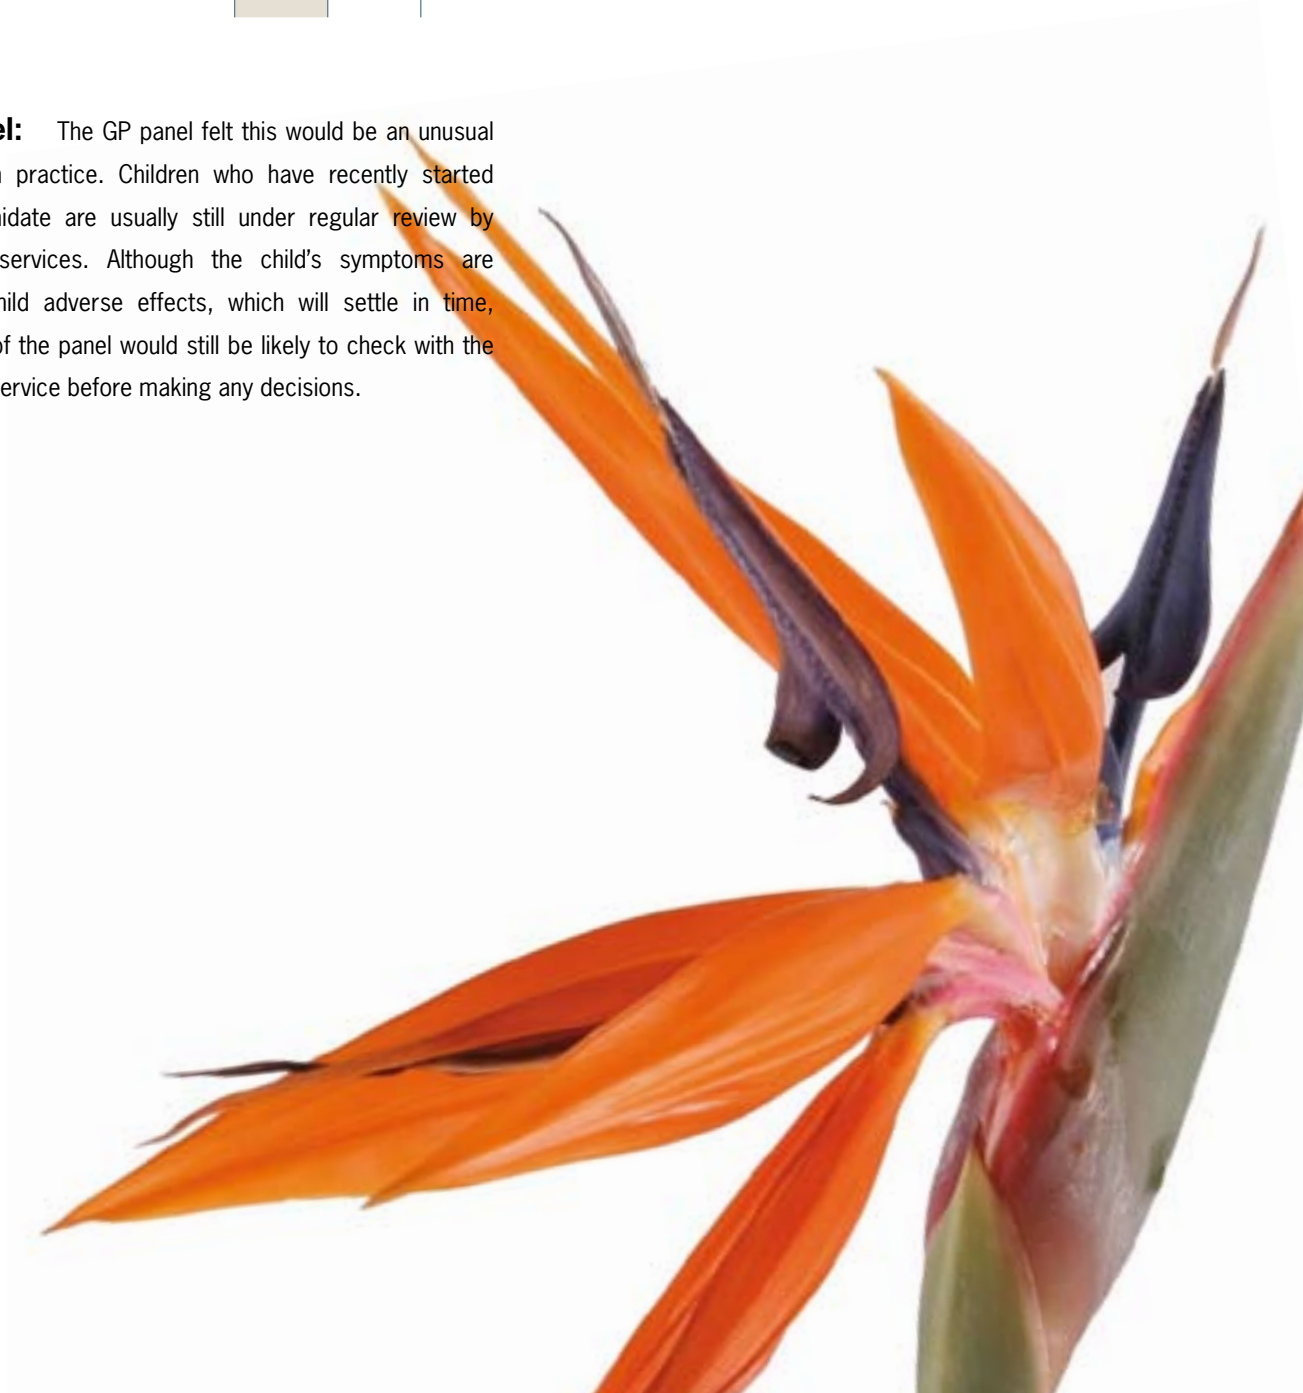 el: The GP panel felt this would be an unusual
practice. Children who have recently started
idate are usually still under regular review by
services. Although the child’s symptoms are
mild adverse effects, which will settle in time,
of the panel would still be likely to check with the
ervice before making any decisions.